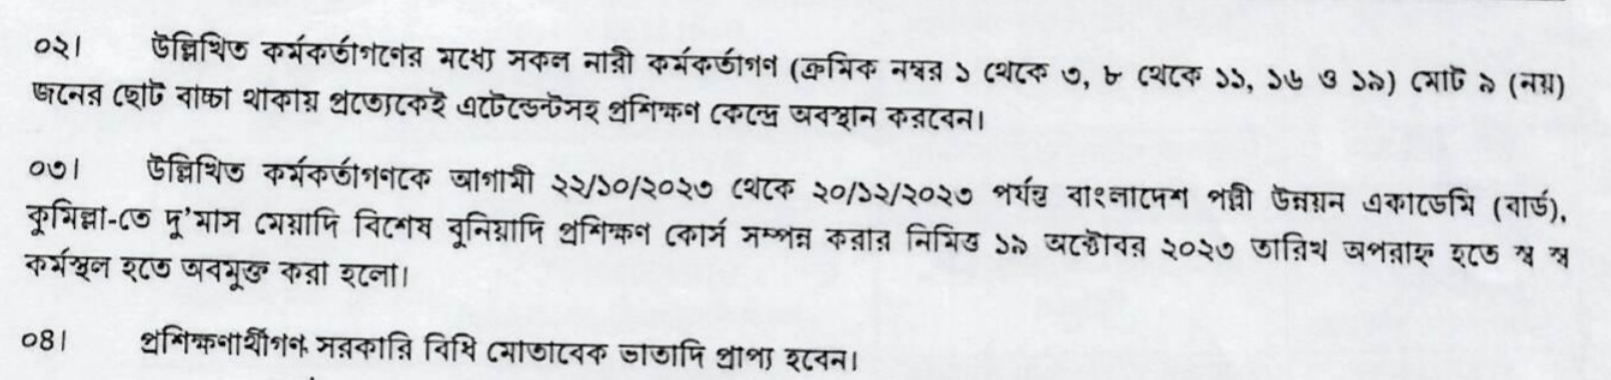 ০২। উল্লিখিত কর্মকর্তাগণের মধ্যে সকল নারী কর্মকর্তাগণ (ক্রমিক নম্বর ১ থেকে ৩, ৮ থেকে ১১, ১৬ ও ১৯) মোট ৯ (নয়)
জনের ছোট বাচ্চা থাকায় প্রত্যেকেই এটেন্ডেন্টসহ প্রশিক্ষণ কেন্দ্রে অবস্থান করবেন।
০৩। উল্লিখিত কর্মকর্তাগণকে আগামী ২২/১০/২০২৩ থেকে ২০/১২/২০২৩ পর্যন্ত বাংলাদেশ পল্লী উন্নয়ন একাডেমি (বার্ড),
কুমিল্লা-তে দু'মাস মেয়াদি বিশেষ বুনিয়াদি প্রশিক্ষণ কোর্স সম্পন্ন করার নিমিত্ত ১৯ অক্টোবর ২০২৩ তারিখ অপরাহ্ন হতে স্ব স্ব
কর্মস্থল হতে অবমুক্ত করা হলো।
০৪। প্রশিক্ষণার্থীগণ সরকারি বিধি মোতাবেক ভাতাদি প্রাপ্য হবেন।